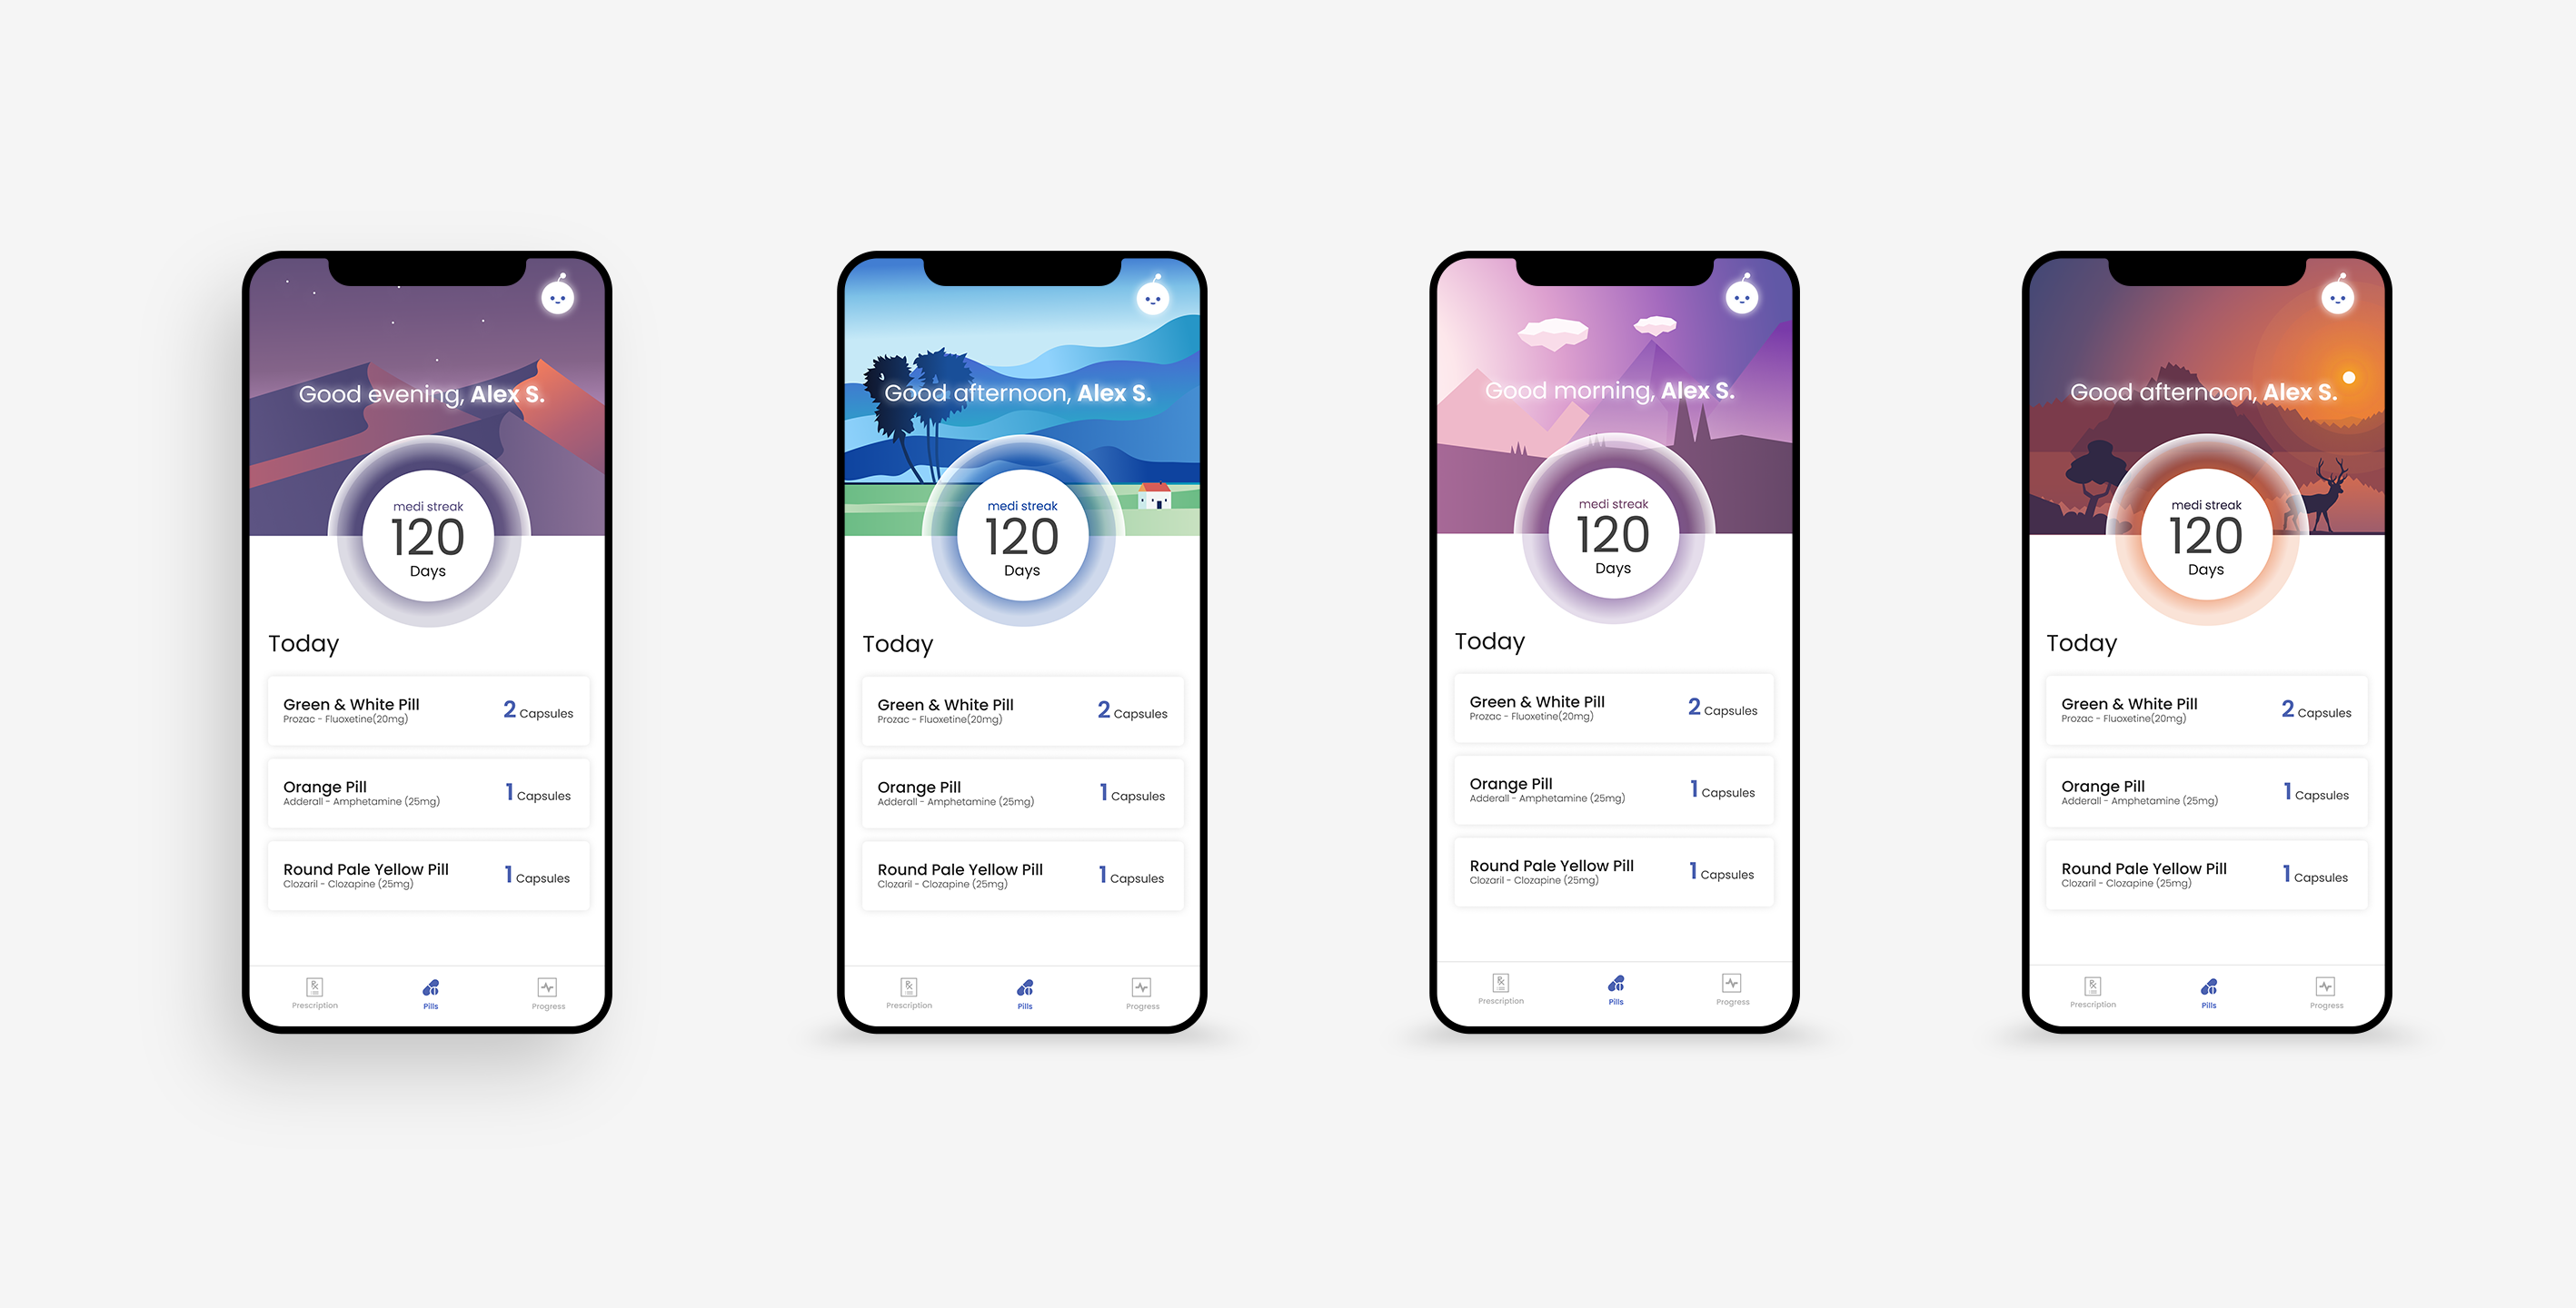 Good evening, Alex S.
medi streak
120
Days
Today
Green & White Pill
Prozac - Fluoxetine(20mg)
2 Capsules
Orange Pill
Adderall - Amphetamine (25mg)
1 Capsules
Round Pale Yellow Pill
Clozaril - Clozapine (25mg)
1 Capsules
Prescription
Pills
Progress
Good afternoon, Alex S.
medi streak
120
Days
Today
Green & White Pill
Prozac - Fluoxetine(20mg)
2 Capsules
Orange Pill
Adderall - Amphetamine (25mg)
1 Capsules
Round Pale Yellow Pill
Clozaril - Clozapine (25mg)
1 Capsules
Prescription
Pills
Progress
Good morning, Alex S.
medi streak
120
Days
Today
Green & White Pill
Prozac - Fluoxetine(20mg)
2 Capsules
Orange Pill
Adderall - Amphetamine (25mg)
1 Capsules
Round Pale Yellow Pill
Clozaril - Clozapine (25mg)
1 Capsules
Prescription
Pills
Progress
Good afternoon, Alex S.
medi streak
120
Days
Today
Green & White Pill
Prozac - Fluoxetine(20mg)
2 Capsules
Orange Pill
Adderall - Amphetamine (25mg)
1 Capsules
Round Pale Yellow Pill
Clozaril - Clozapine (25mg)
1 Capsules
Prescription
Pills
Progress